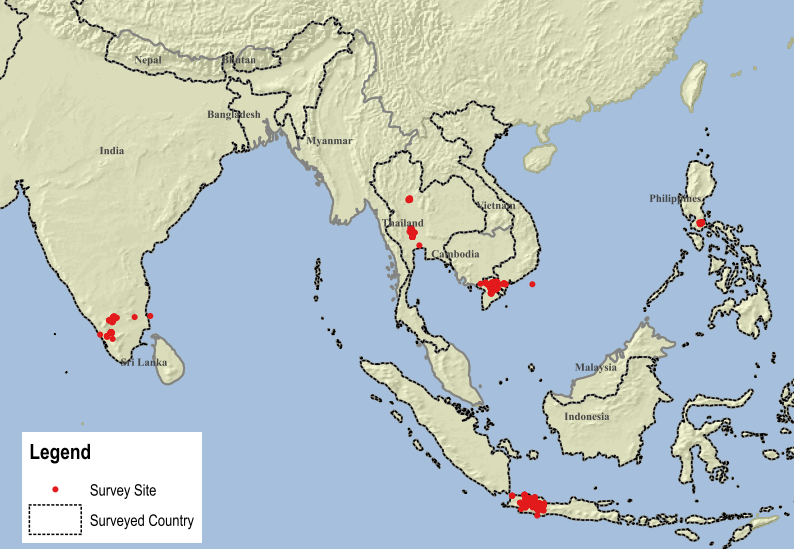 Nepal
Bhutan
Bangladesh
India
Myanmar
Philippines
Vietnam
Thailand
Cambodia
Sri Lanka
Malaysia
Indonesia
Legend
Survey Site
Surveyed Country